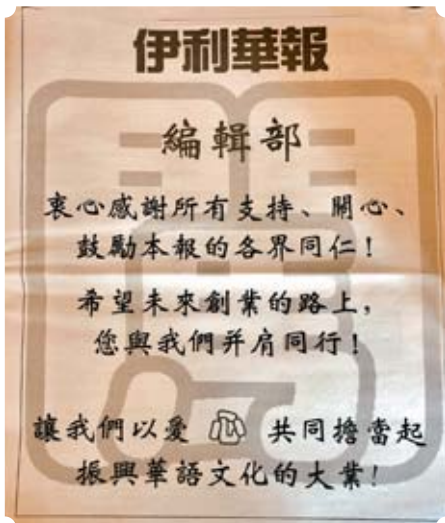 伊利華報
編輯部
衷心感謝所有支持、關心、
鼓勵本報的各界同仁！
希望未來創業的路上，
您與我們并肩同行！
讓我們以愛 心 共同擔當起
振興華語文化的大業！